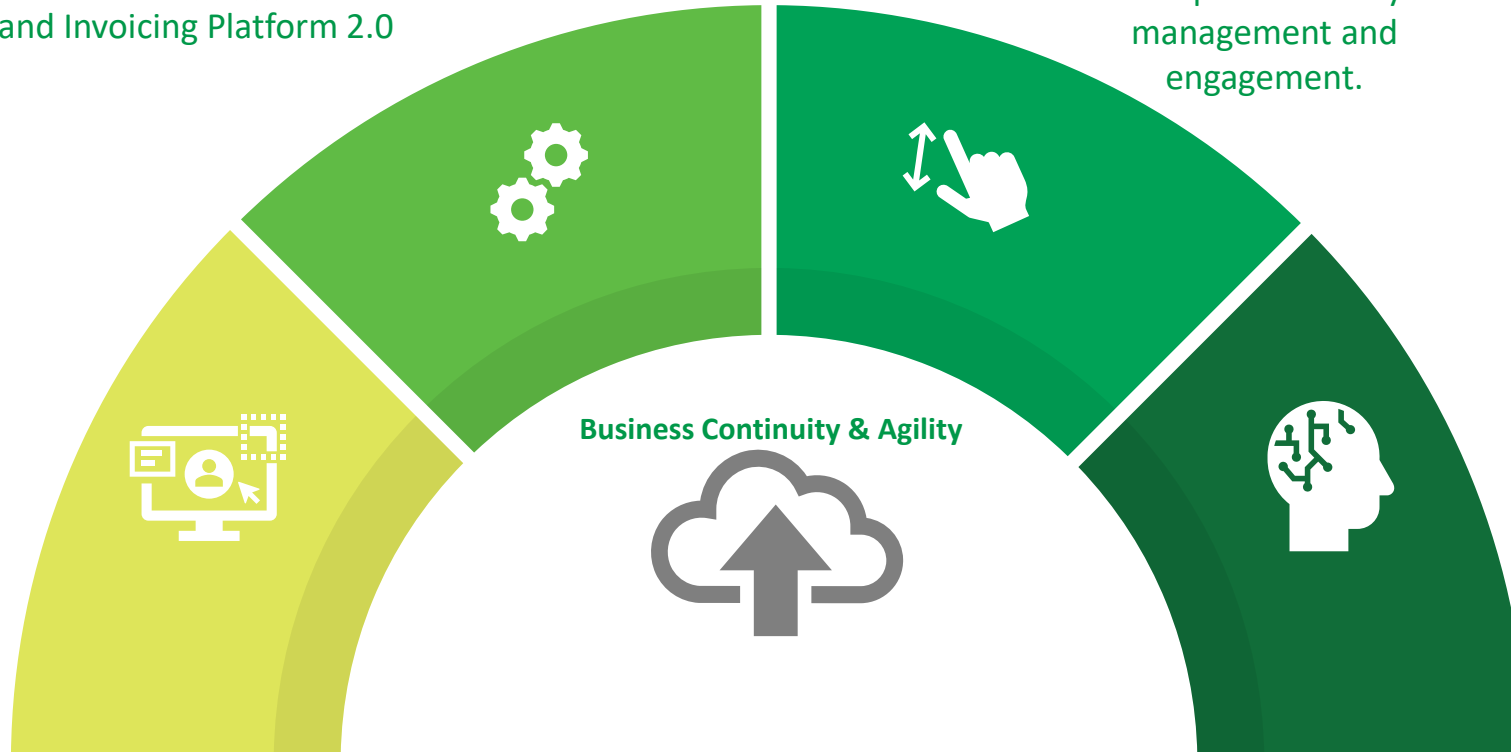 and Invoicing Platform 2.0
management and
engagement.
Business Continuity & Agility